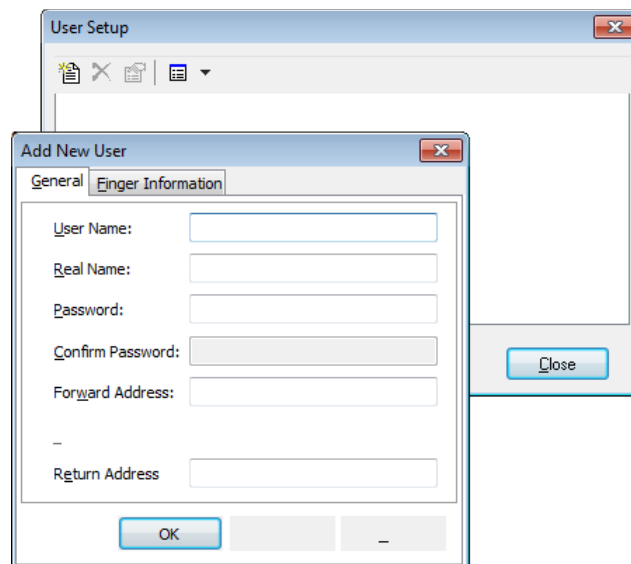 User Setup
Add New User
General Finger Information
User Name:
Real Name:
Password:
Confirm Password:
Forward Address:
_
Return Address
OK _
Close